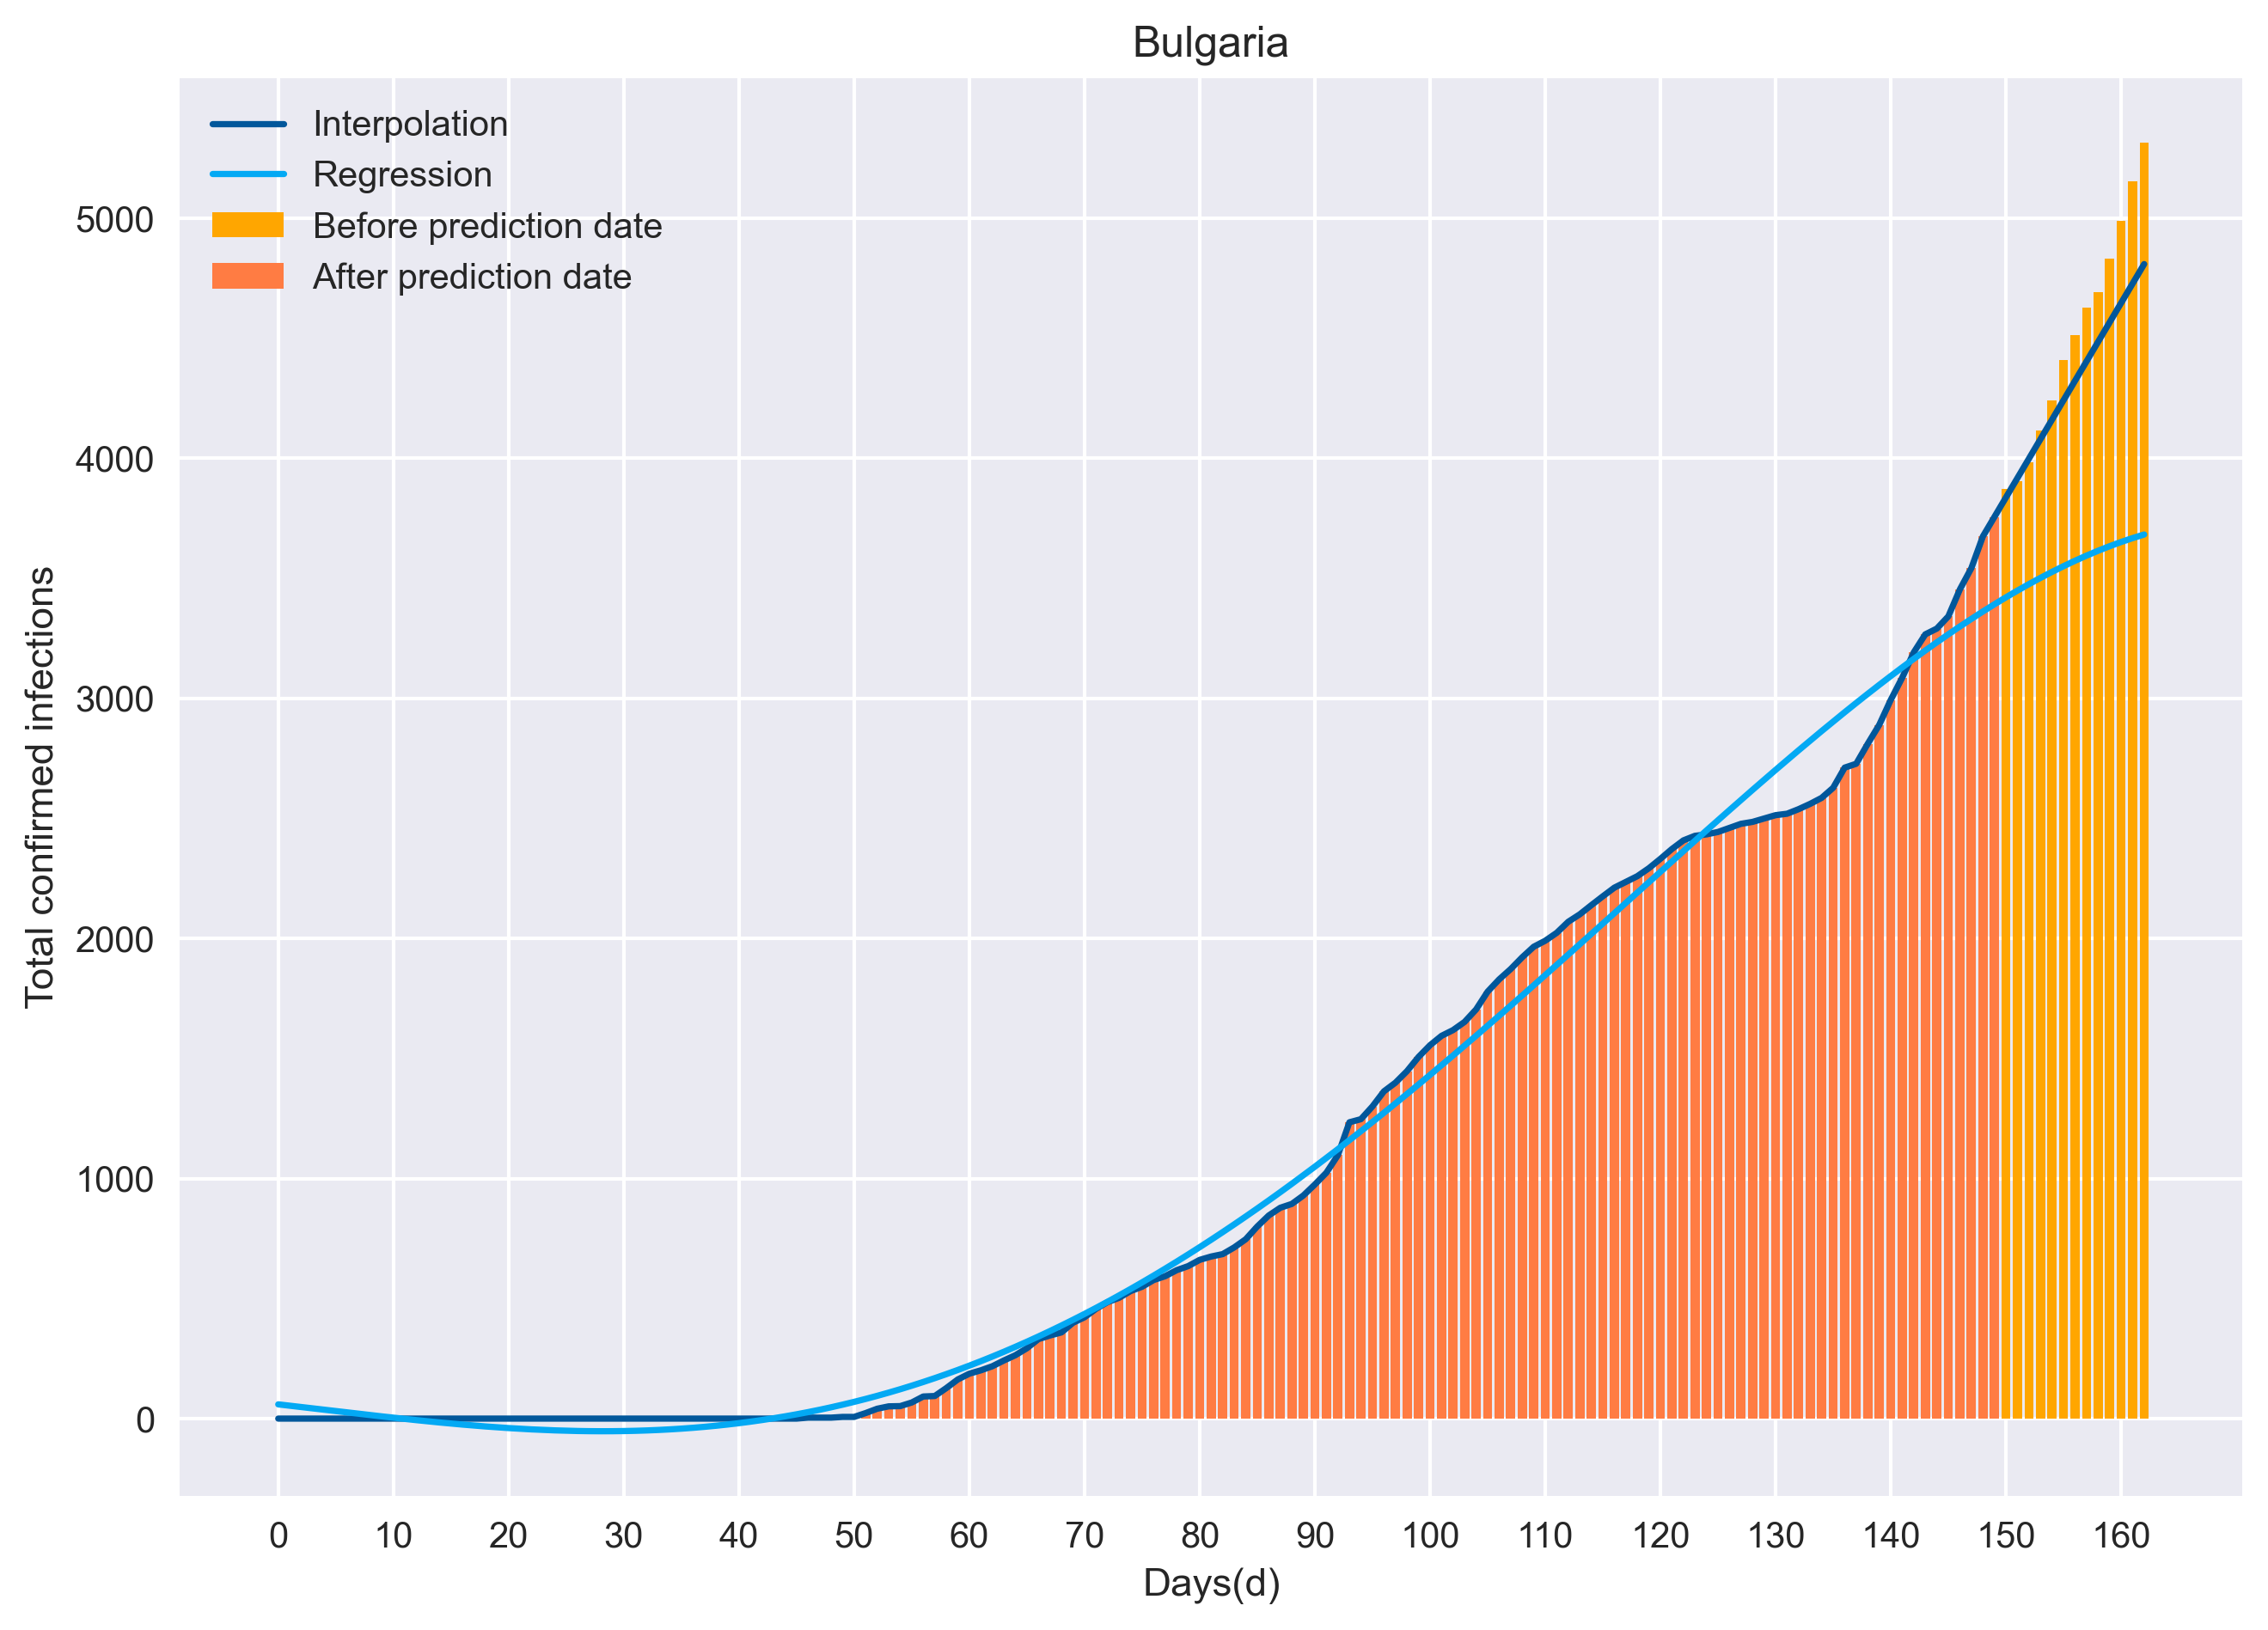 Bulgaria
Interpolation
Regression
Before prediction date
After prediction date
5000
4000
3000
2000
1000
0
Total confirmed infections
0 10 20 30 40 50 60 70 80 90 100 110 120 130 140 150 160
Days(d)